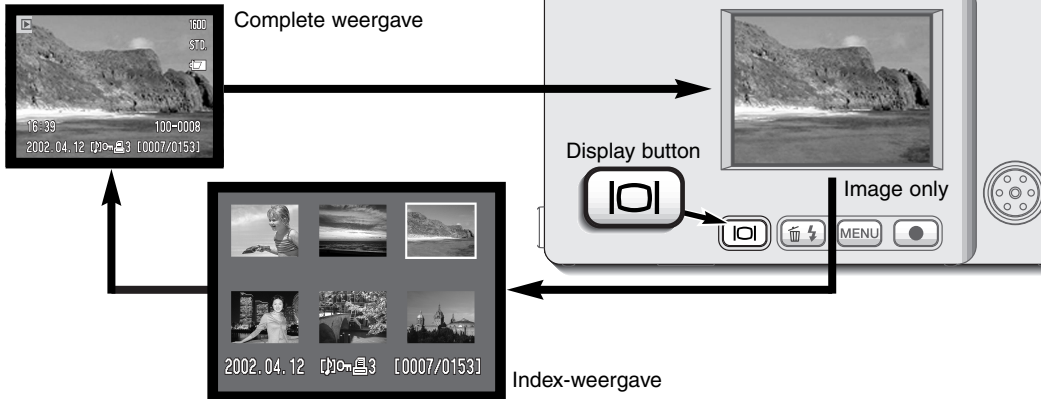 Complete weergave
1600
STD.
16:39
100-0008
2002.04.12 3 [0007/0153]
Display button
Image only
MENU
2002.04.12 3 [0007/0153]
Index-weergave